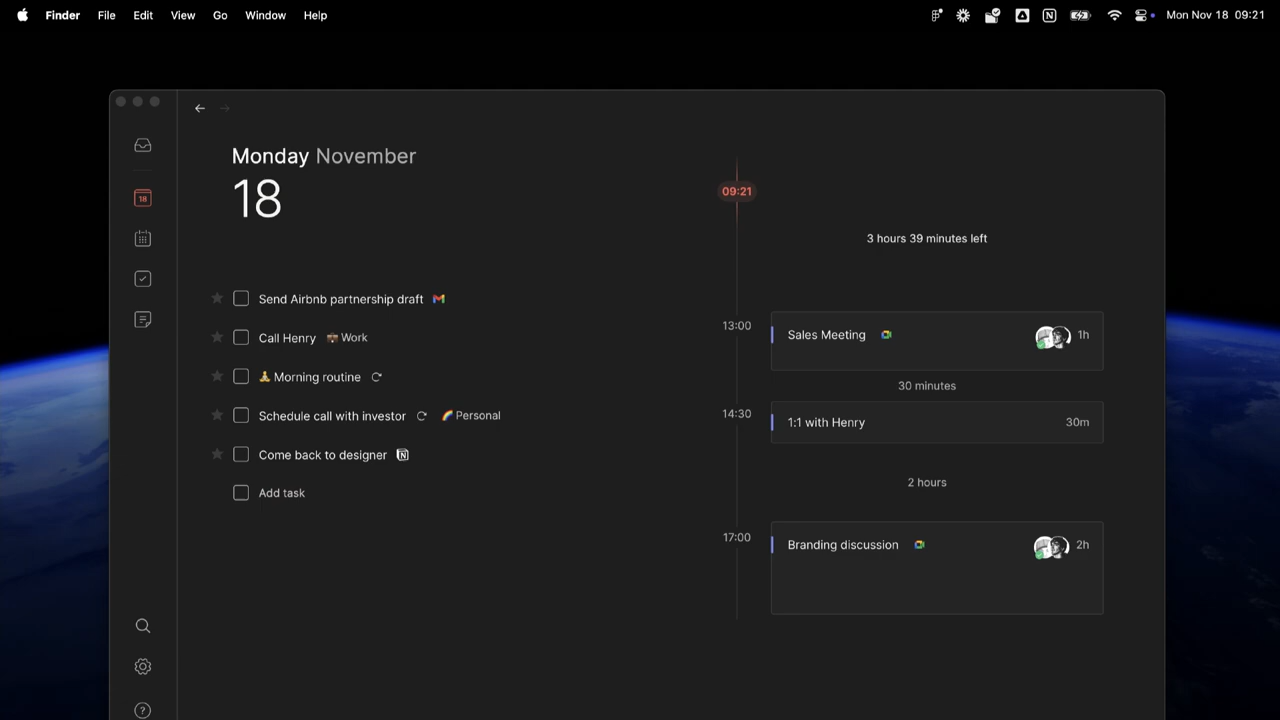 Finder File Edit View Go Window Help Mon Nov 18 09:21
Monday November
18
18
Send Airbnb partnership draft
Call Henry Work
Morning routine
Schedule call with investor Personal
Come back to designer
Add task
09:21
3 hours 39 minutes left
13:00 Sales Meeting 1h
30 minutes
14:30 1:1 with Henry 30m
2 hours
17:00 Branding discussion 2h